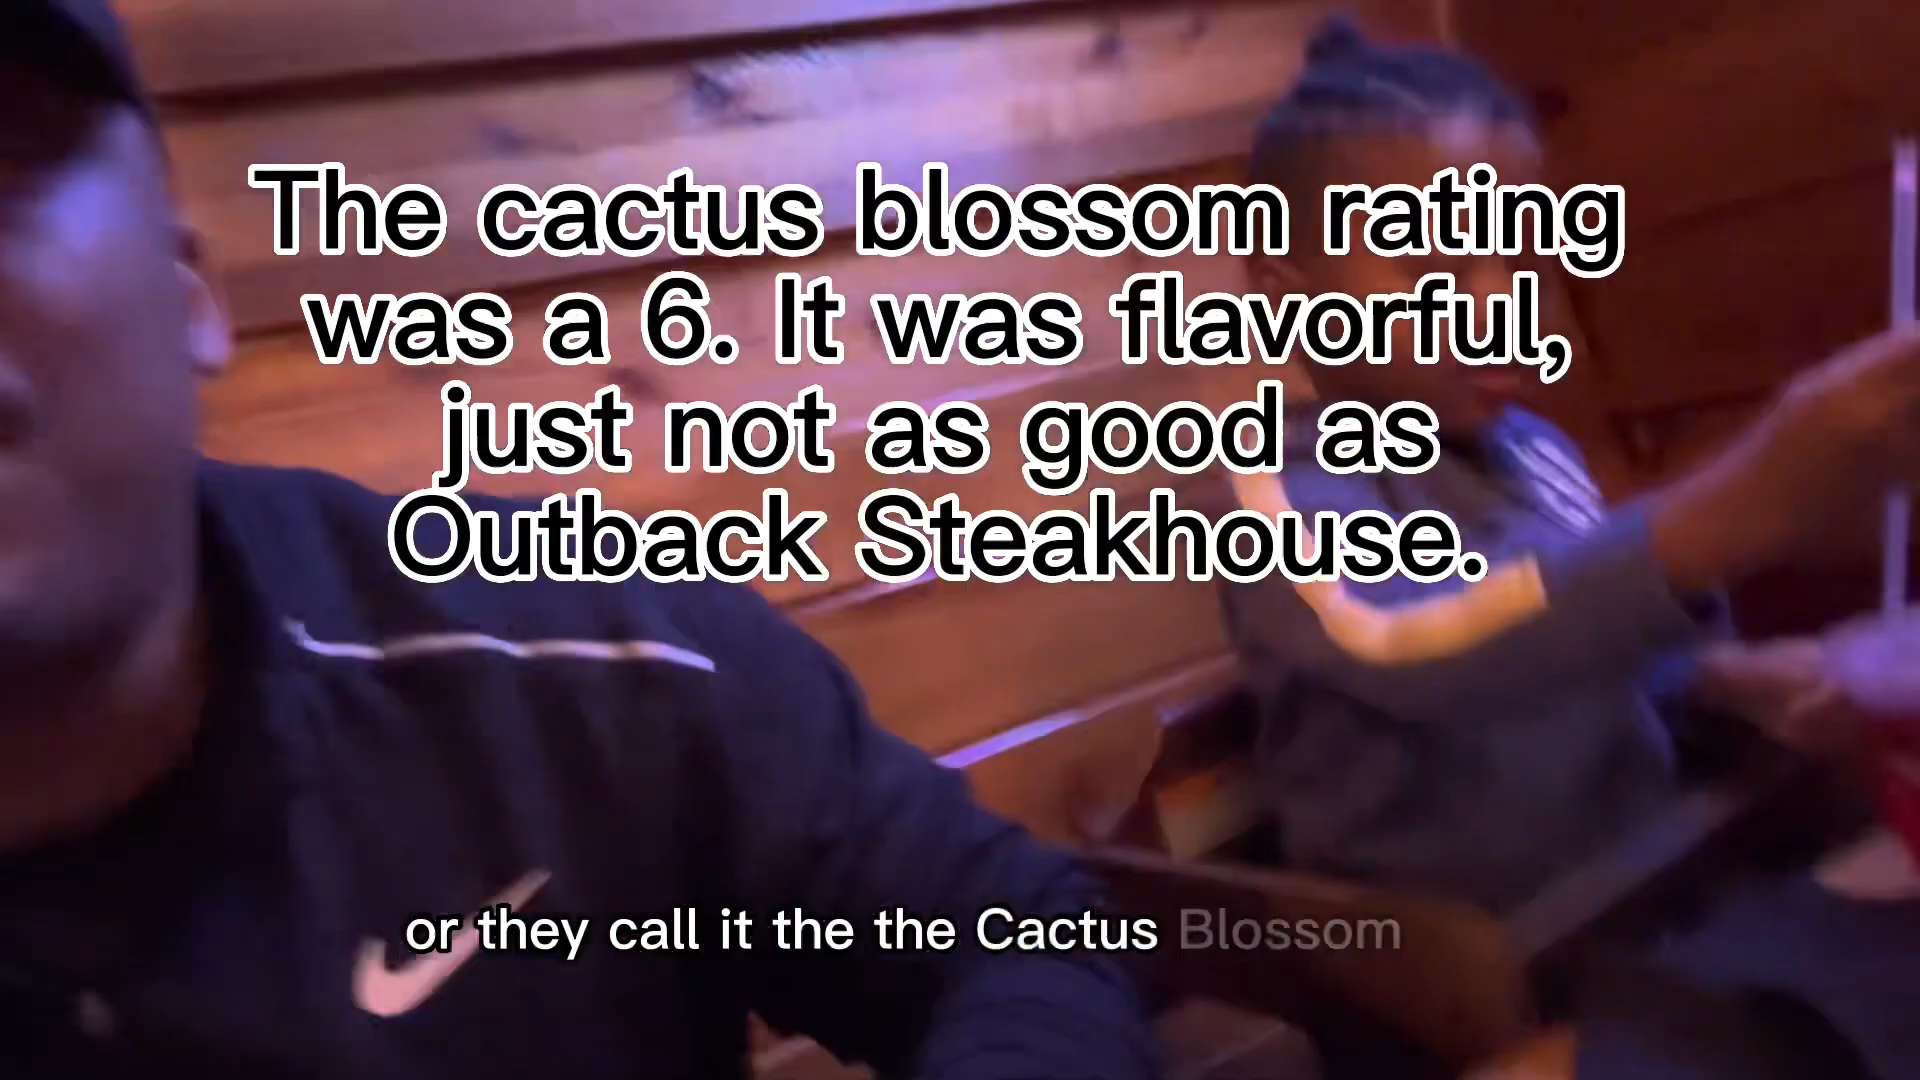 The cactus blossom rating
was a 6. It was flavorful,
just not as good as
Outback Steakhouse.
or they call it the the Cactus Blossom